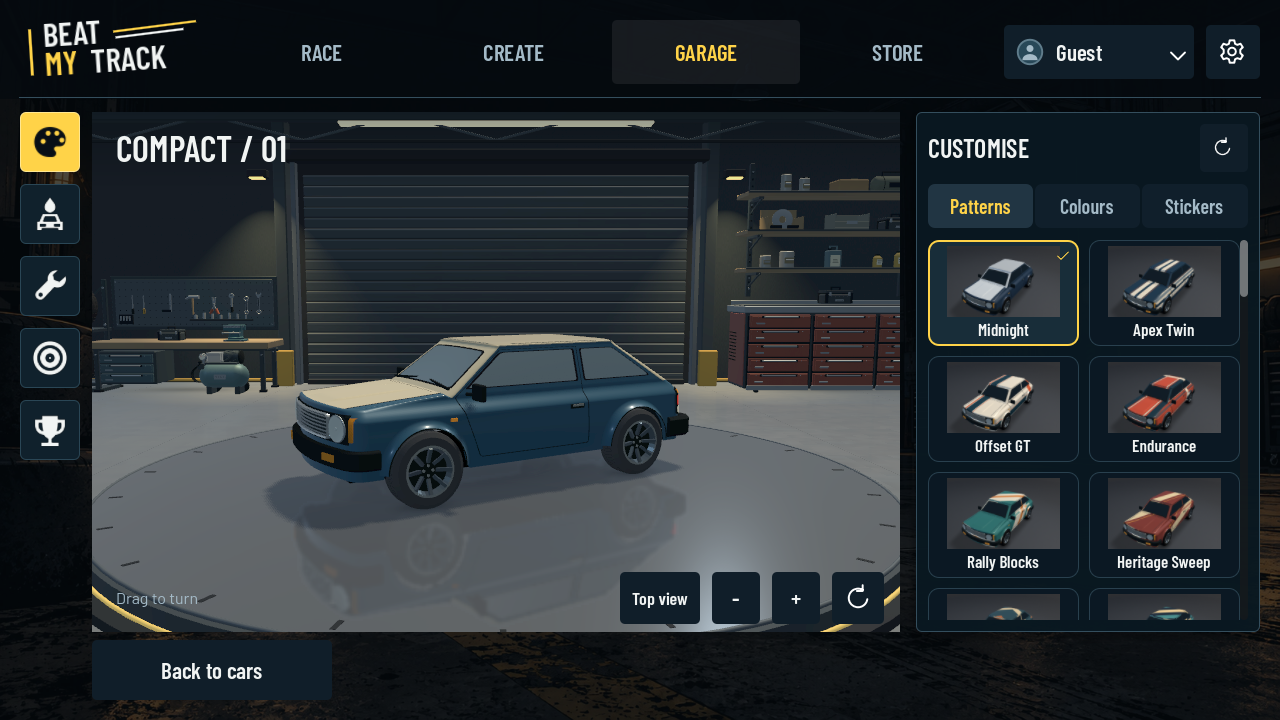 BEAT
MY TRACK
RACE
CREATE
GARAGE
STORE
Guest
COMPACT / 01
Drag to turn
Top view
-
+
Back to cars
CUSTOMISE
Patterns
Colours
Stickers
Midnight
Apex Twin
Offset GT
Endurance
Rally Blocks
Heritage Sweep